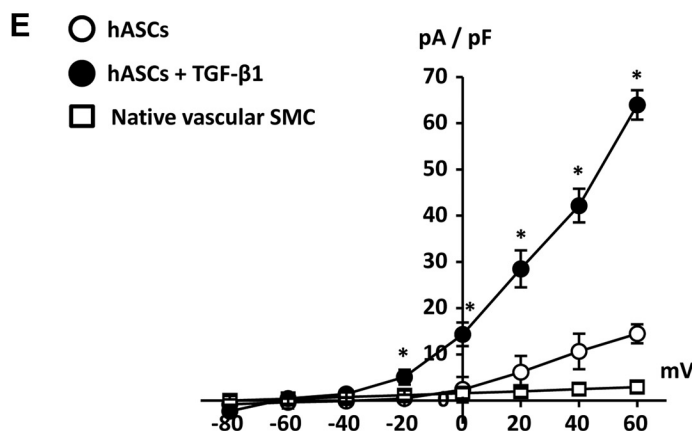 E
hASCs
hASCs + TGF-β1
Native vascular SMC
pA / pF
70
60
50
40
30
20
10
0
* * * * *
mV
-80 -60 -40 -20 0 20 40 60